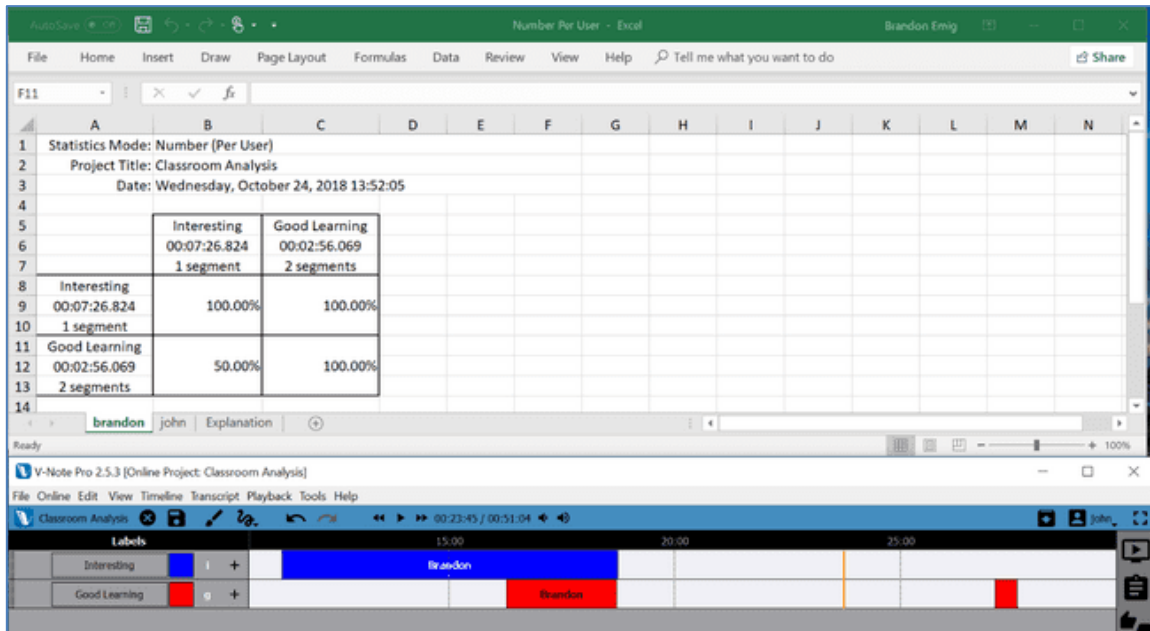 AutoSave Off Number Per User - Excel Brandon Emig
File Home Insert Draw Page Layout Formulas Data Review View Help Tell me what you want to do Share
F11 fx
A B C D E F G H I J K L M N
1 Statistics Mode: Number (Per User)
2 Project Title: Classroom Analysis
3 Date: Wednesday, October 24, 2018 13:52:05
4
5 Interesting Good Learning
6 00:07:26.824 00:02:56.069
7 1 segment 2 segments
8 Interesting
9 00:07:26.824 100.00% 100.00%
10 1 segment
11 Good Learning
12 00:02:56.069 50.00% 100.00%
13 2 segments
14
brandon john Explanation
Ready 100%
V-Note Pro 2.5.3 [Online Project: Classroom Analysis]
File Online Edit View Timeline Transcript Playback Tools Help
Classroom Analysis 00:23:45 / 00:51:04 John
Labels 15:00 20:00 25:00
Interesting i + Brandon
Good Learning g + Brandon